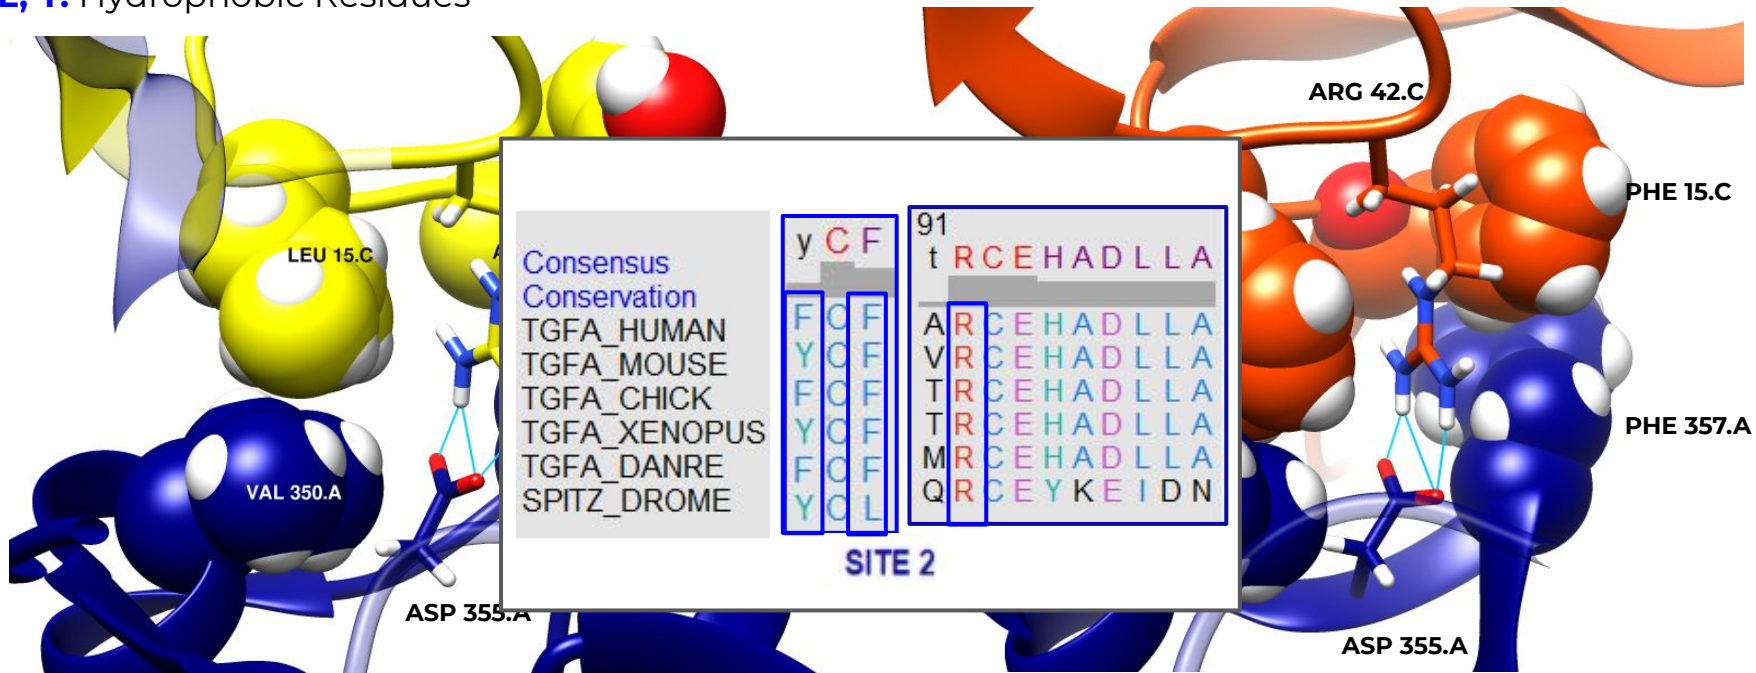 Hydrophobic Residues
ARG 42.C
PHE 15.C
LEU 15.C
PHE 357.A
VAL 350.A
ASP 355.A
ASP 355.A
91
Consensus y C F t R C E H A D L L A
Conservation
TGFA_HUMAN F C F A R C E H A D L L A
TGFA_MOUSE Y C F V R C E H A D L L A
TGFA_CHICK F C F T R C E H A D L L A
TGFA_XENOPUS Y C F T R C E H A D L L A
TGFA_DANRE F C F M R C E H A D L L A
SPITZ_DROME Y C L Q R C E Y K E I D N
SITE 2